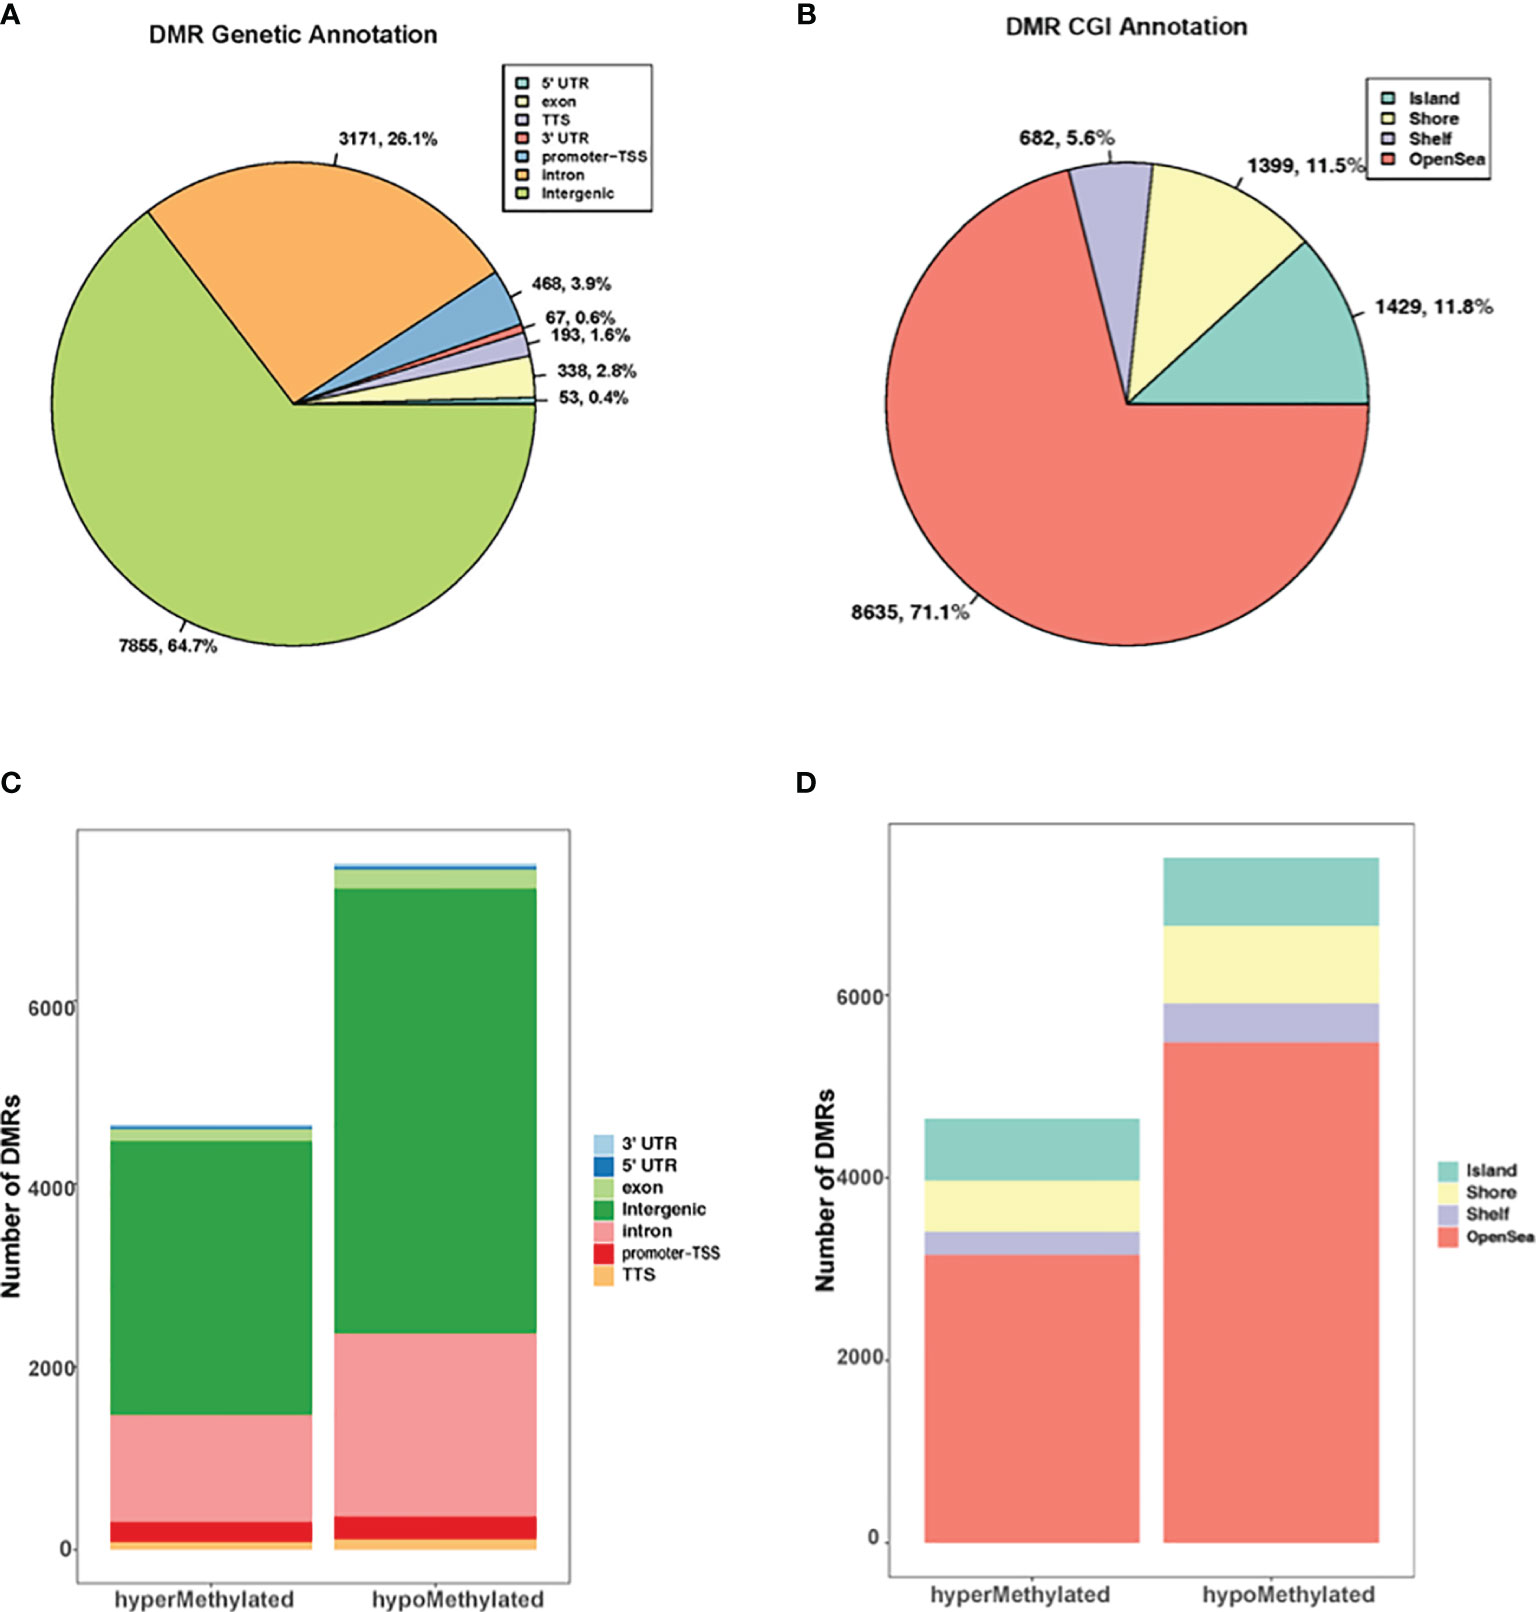 A
DMR Genetic Annotation
5' UTR
exon
TTS
3' UTR
promoter-TSS
intron
Intergenic
3171, 26.1%
468, 3.9%
67, 0.6%
193, 1.6%
338, 2.8%
53, 0.4%
7855, 64.7%
B
DMR CGI Annotation
Island
Shore
Shelf
OpenSea
682, 5.6%
1399, 11.5%
1429, 11.8%
8635, 71.1%
C
Number of DMRs
6000
4000
2000
0
hyperMethylated
hypoMethylated
3' UTR
5' UTR
exon
Intergenic
intron
promoter-TSS
TTS
D
Number of DMRs
6000
4000
2000
0
hyperMethylated
hypoMethylated
Island
Shore
Shelf
OpenSea